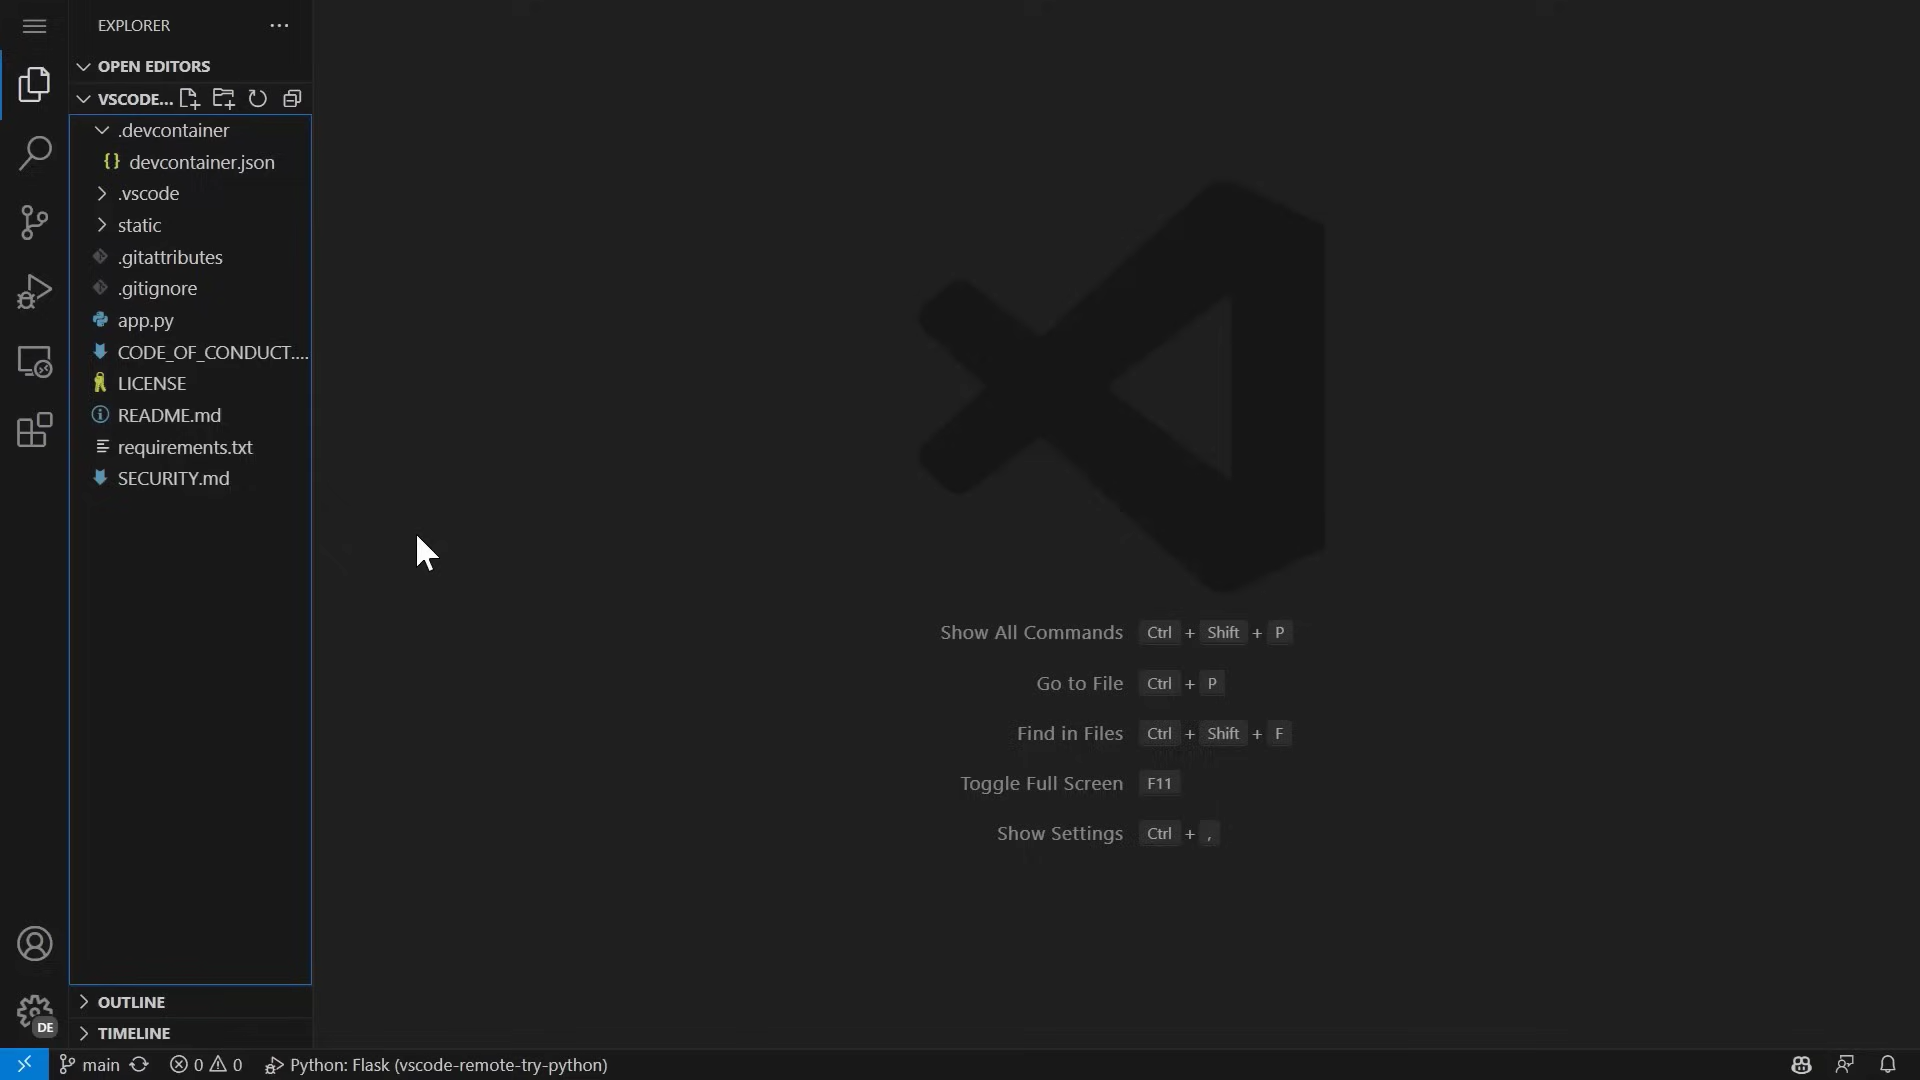 EXPLORER
OPEN EDITORS
VSCODE...
.devcontainer
{} devcontainer.json
.vscode
static
.gitattributes
.gitignore
app.py
CODE_OF_CONDUCT....
LICENSE
README.md
requirements.txt
SECURITY.md
Show All Commands Ctrl + Shift + P
Go to File Ctrl + P
Find in Files Ctrl + Shift + F
Toggle Full Screen F11
Show Settings Ctrl + ,
DE
OUTLINE
TIMELINE
main 0 0 Python: Flask (vscode-remote-try-python)